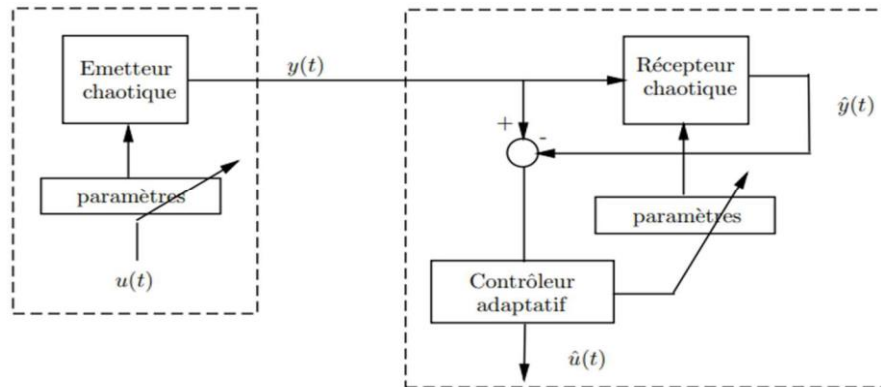 Emetteur
chaotique
y(t)
Récepteur
chaotique
ŷ(t)
+
-
paramètres
paramètres
u(t)
Contrôleur
adaptatif
û(t)